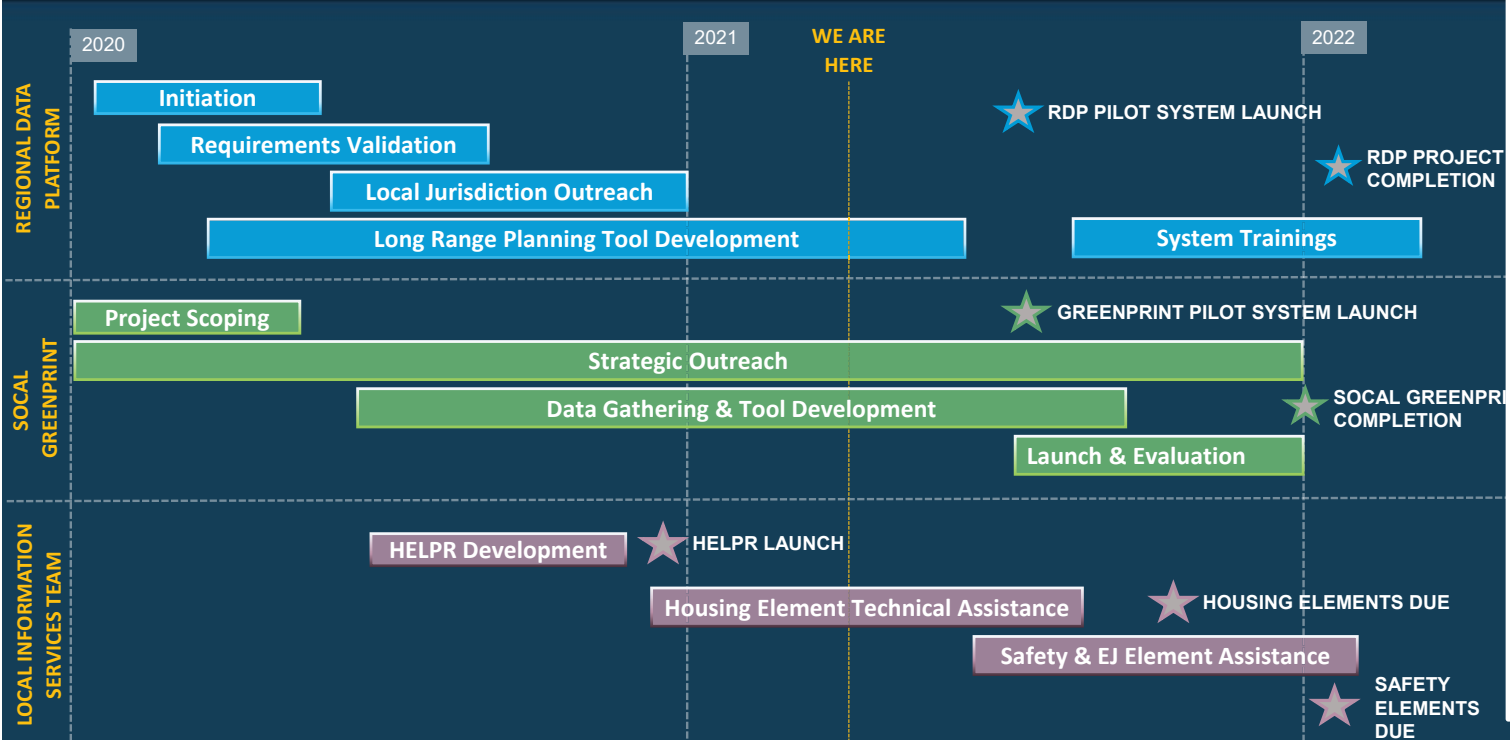 2020
2021
WE ARE
HERE
2022
REGIONAL DATA
PLATFORM
Initiation
Requirements Validation
Local Jurisdiction Outreach
Long Range Planning Tool Development
System Trainings
RDP PILOT SYSTEM LAUNCH
RDP PROJECT
COMPLETION
SOCAL
GREENPRINT
Project Scoping
GREENPRINT PILOT SYSTEM LAUNCH
Strategic Outreach
Data Gathering & Tool Development
SOCAL GREENPRI
COMPLETION
Launch & Evaluation
LOCAL INFORMATION
SERVICES TEAM
HELPR Development
HELPR LAUNCH
Housing Element Technical Assistance
HOUSING ELEMENTS DUE
Safety & EJ Element Assistance
SAFETY
ELEMENTS
DUE